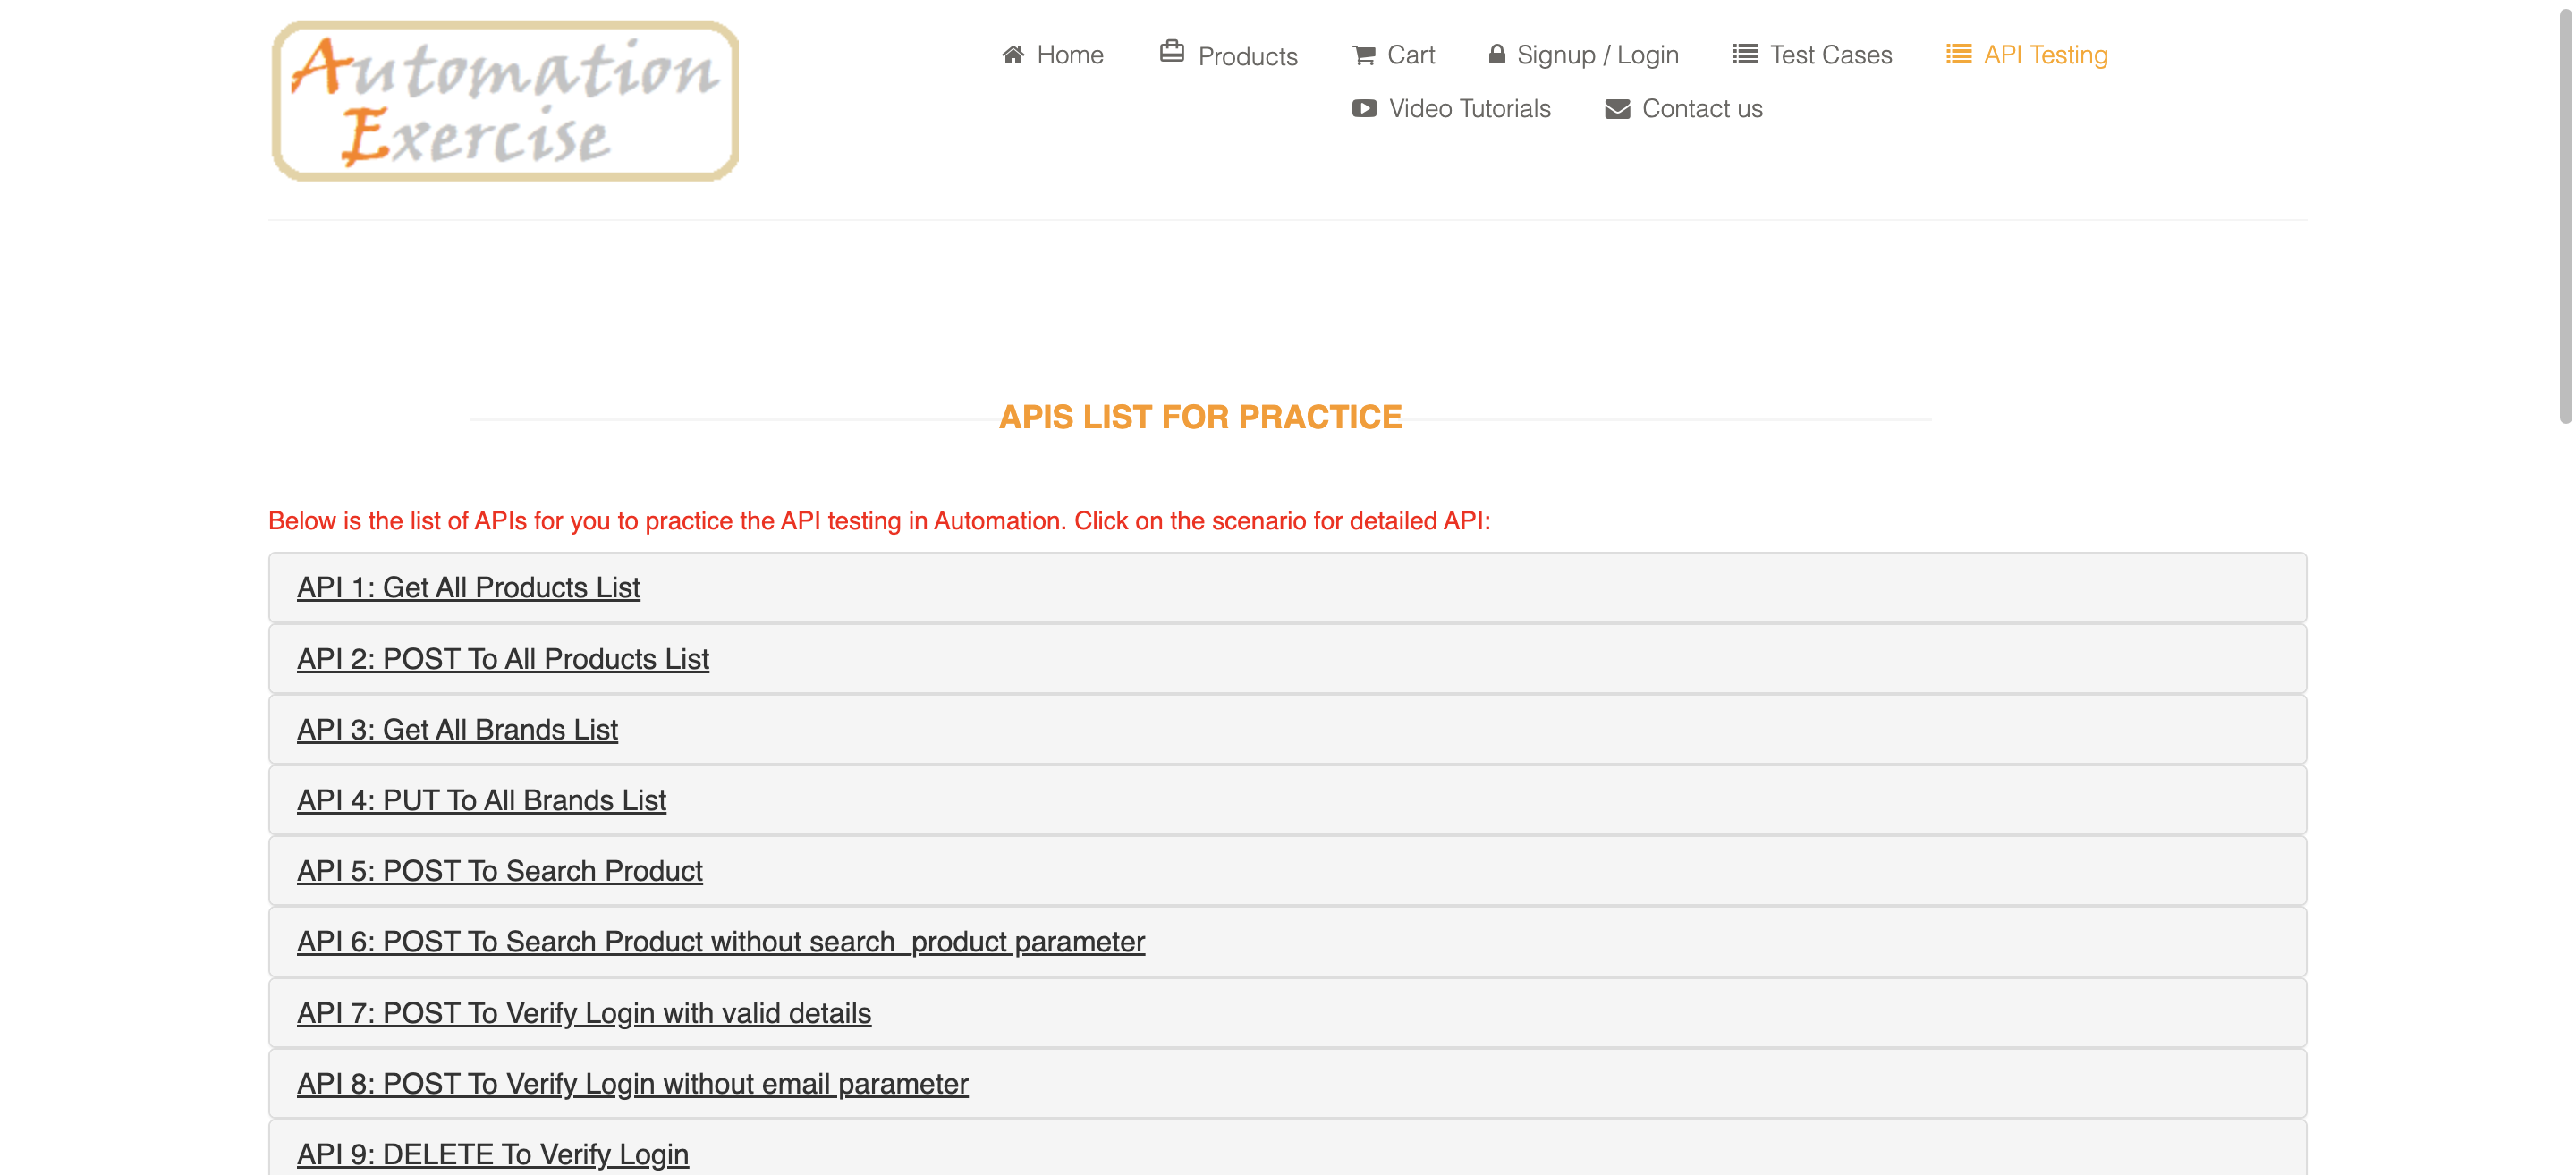 Automation
Exercise
Home Products Cart Signup / Login Test Cases API Testing
Video Tutorials Contact us
APIS LIST FOR PRACTICE
Below is the list of APIs for you to practice the API testing in Automation. Click on the scenario for detailed API:
API 1: Get All Products List
API 2: POST To All Products List
API 3: Get All Brands List
API 4: PUT To All Brands List
API 5: POST To Search Product
API 6: POST To Search Product without search_product parameter
API 7: POST To Verify Login with valid details
API 8: POST To Verify Login without email parameter
API 9: DELETE To Verify Login